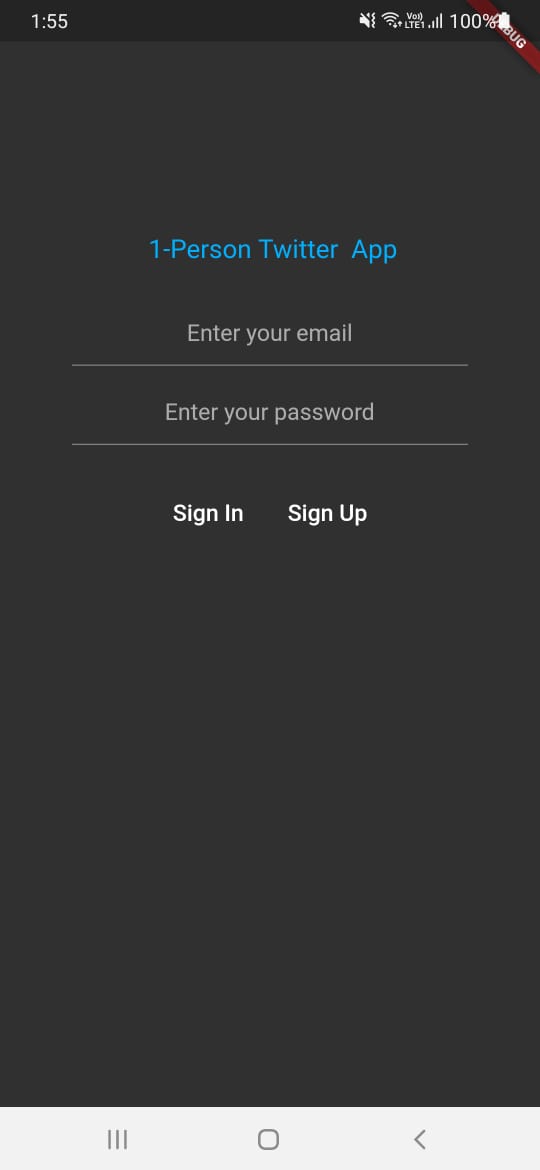 1:55 Vo)) LTE1 100%
DEBUG
1-Person Twitter  App
Enter your email
Enter your password
Sign In Sign Up